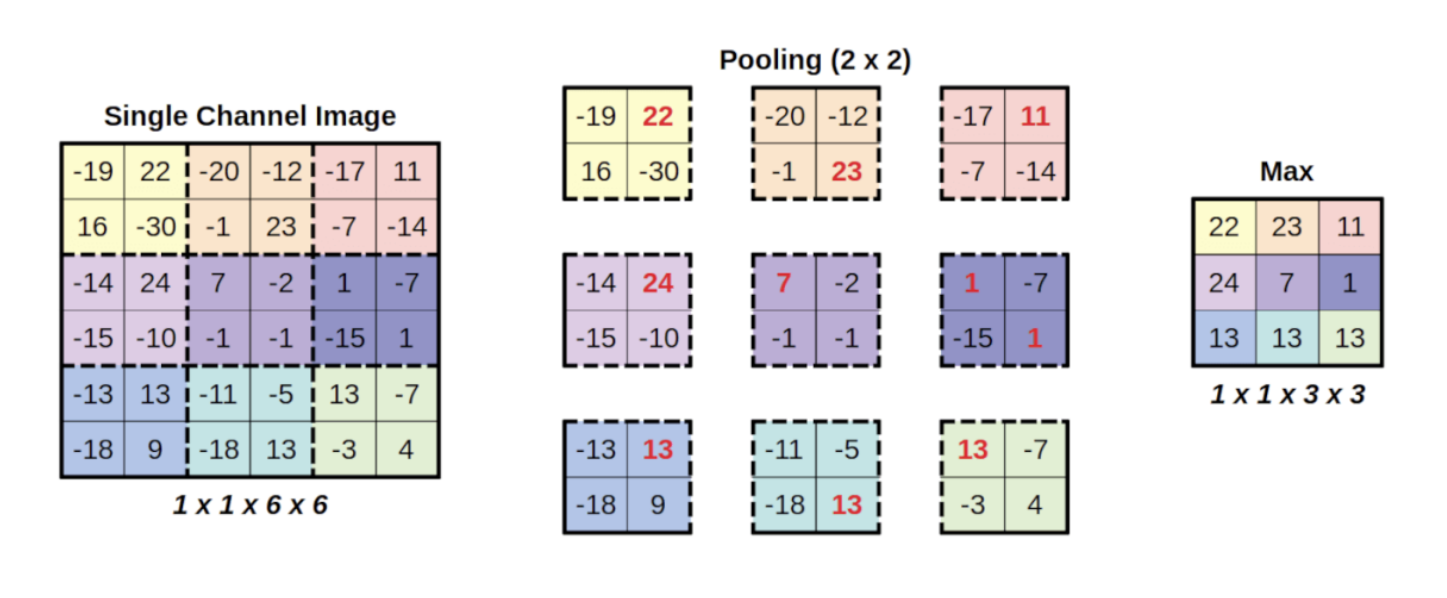 Single Channel Image
-19 22 -20 -12 -17 11
16 -30 -1 23 -7 -14
-14 24 7 -2 1 -7
-15 -10 -1 -1 -15 1
-13 13 -11 -5 13 -7
-18 9 -18 13 -3 4
1 x 1 x 6 x 6
Pooling (2 x 2)
-19 22 -20 -12 -17 11
16 -30 -1 23 -7 -14
-14 24 7 -2 1 -7
-15 -10 -1 -1 -15 1
-13 13 -11 -5 13 -7
-18 9 -18 13 -3 4
Max
22 23 11
24 7 1
13 13 13
1 x 1 x 3 x 3